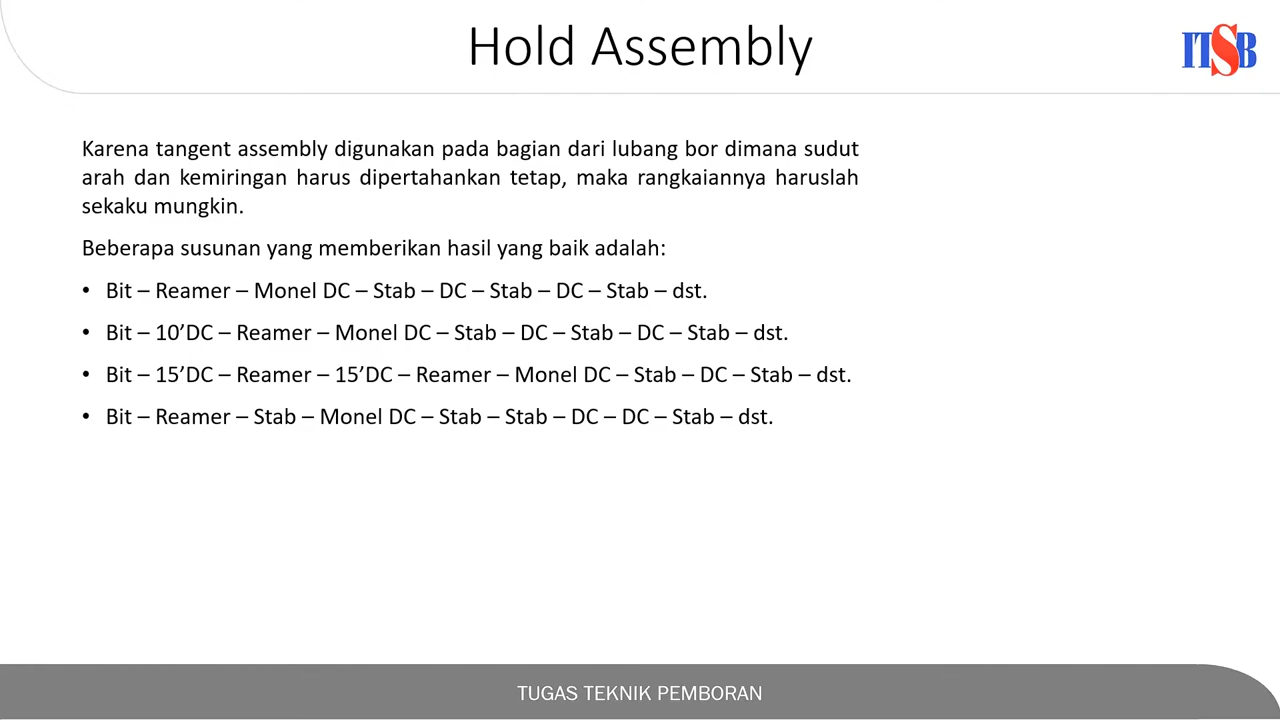 Hold Assembly
ITSB
Karena tangent assembly digunakan pada bagian dari lubang bor dimana sudut
arah dan kemiringan harus dipertahankan tetap, maka rangkaiannya haruslah
sekaku mungkin.
Beberapa susunan yang memberikan hasil yang baik adalah:
• Bit – Reamer – Monel DC – Stab – DC – Stab – DC – Stab – dst.
• Bit – 10’DC – Reamer – Monel DC – Stab – DC – Stab – DC – Stab – dst.
• Bit – 15’DC – Reamer – 15’DC – Reamer – Monel DC – Stab – DC – Stab – dst.
• Bit – Reamer – Stab – Monel DC – Stab – Stab – DC – DC – Stab – dst.
TUGAS TEKNIK PEMBORAN